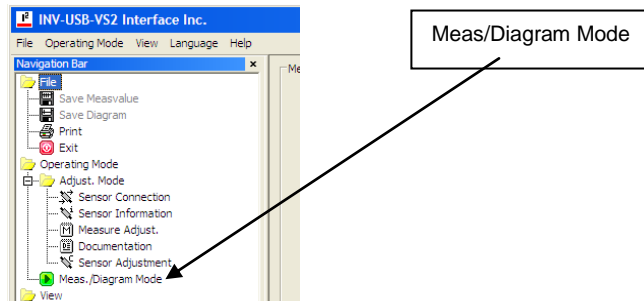 INV-USB-VS2 Interface Inc.
File Operating Mode View Language Help
Navigation Bar x
Me
File
Save Measvalue
Save Diagram
Print
Exit
Operating Mode
Adjust. Mode
Sensor Connection
Sensor Information
Measure Adjust.
Documentation
Sensor Adjustment
Meas./Diagram Mode
View
Meas/Diagram Mode